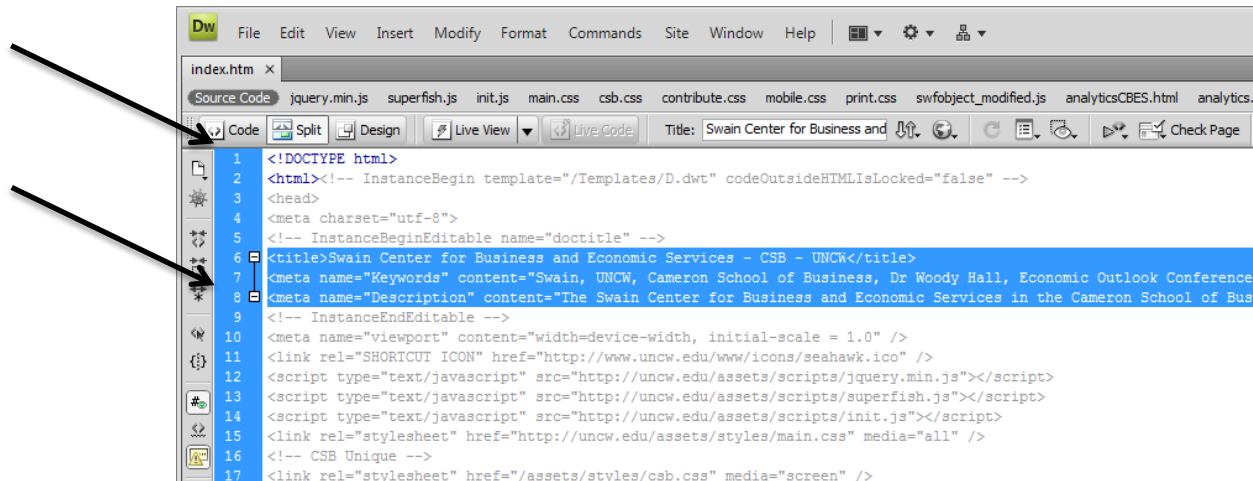 Dw File Edit View Insert Modify Format Commands Site Window Help
index.htm ×
Source Code jquery.min.js superfish.js init.js main.css csb.css contribute.css mobile.css print.css swfobject_modified.js analyticsCBES.html analytics.
Code Split Design Live View Live Code Title: Swain Center for Business and Check Page
1 <!DOCTYPE html>
2 <html><!-- InstanceBegin template="/Templates/D.dwt" codeOutsideHTMLIsLocked="false" -->
3 <head>
4 <meta charset="utf-8">
5 <!-- InstanceBeginEditable name="doctitle" -->
6 <title>Swain Center for Business and Economic Services - CSB - UNCW</title>
7 <meta name="Keywords" content="Swain, UNCW, Cameron School of Business, Dr Woody Hall, Economic Outlook Conference
8 <meta name="Description" content="The Swain Center for Business and Economic Services in the Cameron School of Bus
9 <!-- InstanceEndEditable -->
10 <meta name="viewport" content="width=device-width, initial-scale = 1.0" />
11 <link rel="SHORTCUT ICON" href="http://www.uncw.edu/www/icons/seahawk.ico" />
12 <script type="text/javascript" src="http://uncw.edu/assets/scripts/jquery.min.js"></script>
13 <script type="text/javascript" src="http://uncw.edu/assets/scripts/superfish.js"></script>
14 <script type="text/javascript" src="http://uncw.edu/assets/scripts/init.js"></script>
15 <link rel="stylesheet" href="http://uncw.edu/assets/styles/main.css" media="all" />
16 <!-- CSB Unique -->
17 <link rel="stylesheet" href="/assets/styles/csb.css" media="screen" />